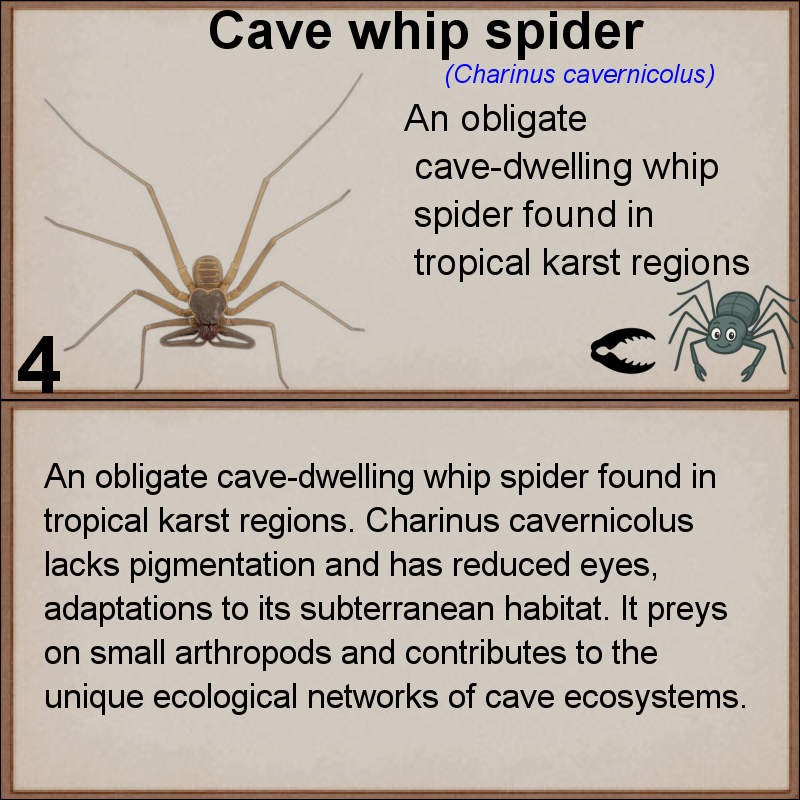 Cave whip spider
(Charinus cavernicolus)
An obligate
cave-dwelling whip
spider found in
tropical karst regions
4
An obligate cave-dwelling whip spider found in
tropical karst regions. Charinus cavernicolus
lacks pigmentation and has reduced eyes,
adaptations to its subterranean habitat. It preys
on small arthropods and contributes to the
unique ecological networks of cave ecosystems.